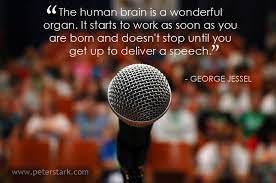 “The human brain is a wonderful
organ. It starts to work as soon as you
are born and doesn't stop until you
get up to deliver a speech.”
- GEORGE JESSEL
www.peterstark.com